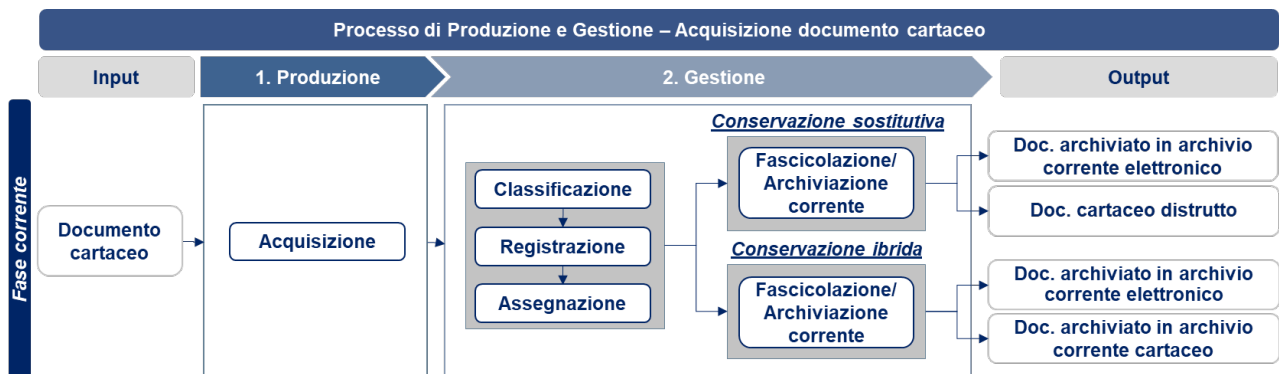 Processo di Produzione e Gestione – Acquisizione documento cartaceo
Input
1. Produzione
2. Gestione
Output
Fase corrente
Documento
cartaceo
Acquisizione
Classificazione
Registrazione
Assegnazione
Conservazione sostitutiva
Fascicolazione/
Archiviazione
corrente
Conservazione ibrida
Fascicolazione/
Archiviazione
corrente
Doc. archiviato in archivio
corrente elettronico
Doc. cartaceo distrutto
Doc. archiviato in archivio
corrente elettronico
Doc. archiviato in archivio
corrente cartaceo